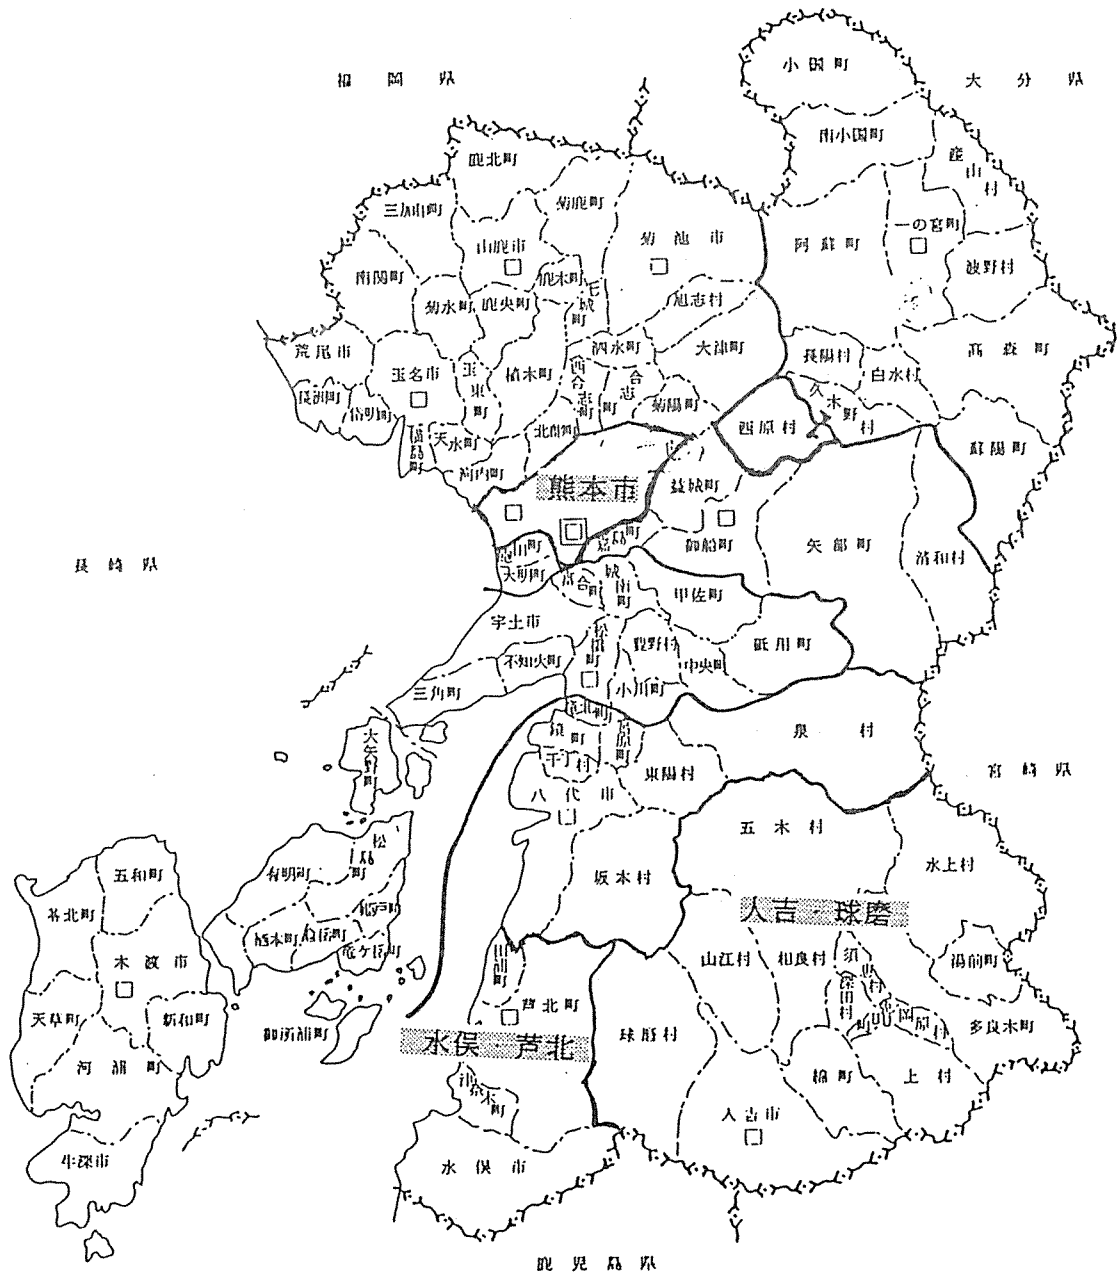 小国町
福岡県
大分県
南小国町
鹿北町
産山村
菊鹿町
三加和町
一の宮町
山鹿市
菊池市
阿蘇町
波野村
南関町
鹿本町
七城町
菊水町
鹿央町
旭志村
荒尾市
玉名市
玉東町
植木町
泗水町
大津町
長陽村
白水村
高森町
西合志町
合志町
久木野村
長洲町
岱明町
横島町
天水町
北部町
菊陽町
西原村
蘇陽町
河内町
熊本市
益城町
飽田町
嘉島町
御船町
矢部町
清和村
長崎県
天明町
富合町
城南町
甲佐町
宇土市
松橋町
豊野村
中央町
砥用町
不知火町
三角町
小川町
竜北町
鏡町
宮原町
泉村
大矢野町
千丁村
東陽村
宮崎県
八代市
五木村
松島町
水上村
五和町
有明町
坂本村
苓北町
姫戸町
人吉・球磨
栖本町
倉岳町
竜ケ岳町
本渡市
田浦町
山江村
相良村
須恵村
湯前町
深田村
天草町
新和町
御所浦町
芦北町
球磨村
岡原村
多良木町
水俣・芦北
河浦町
錦町
上村
津奈木町
人吉市
牛深市
水俣市
鹿児島県